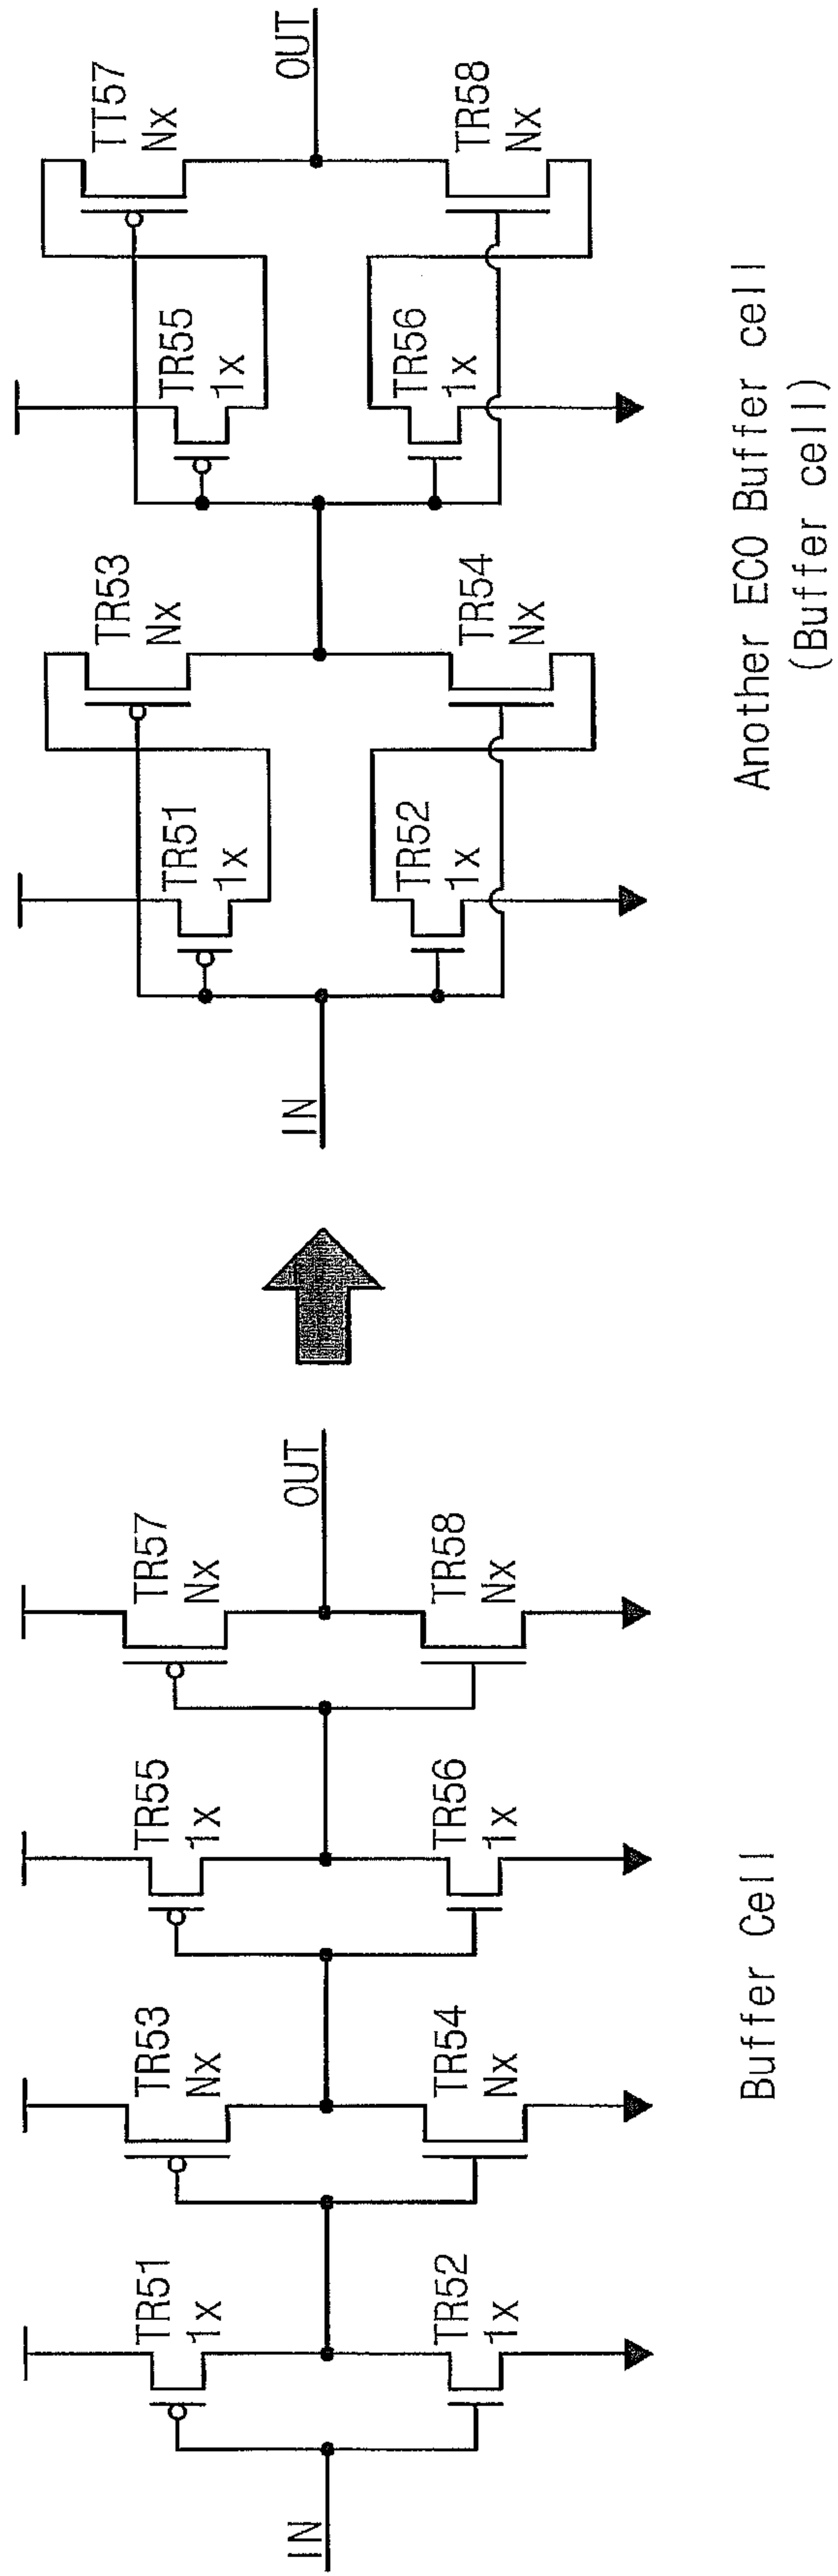 IN
TR51
1x
TR52
1x
TR53
Nx
TR54
Nx
TR55
1x
TR56
1x
TR57
Nx
TR58
Nx
OUT
Buffer Cell
IN
TR51
1x
TR52
1x
TR53
Nx
TR54
Nx
TR55
1x
TR56
1x
TT57
Nx
TR58
Nx
OUT
Another ECO Buffer cell
(Buffer cell)